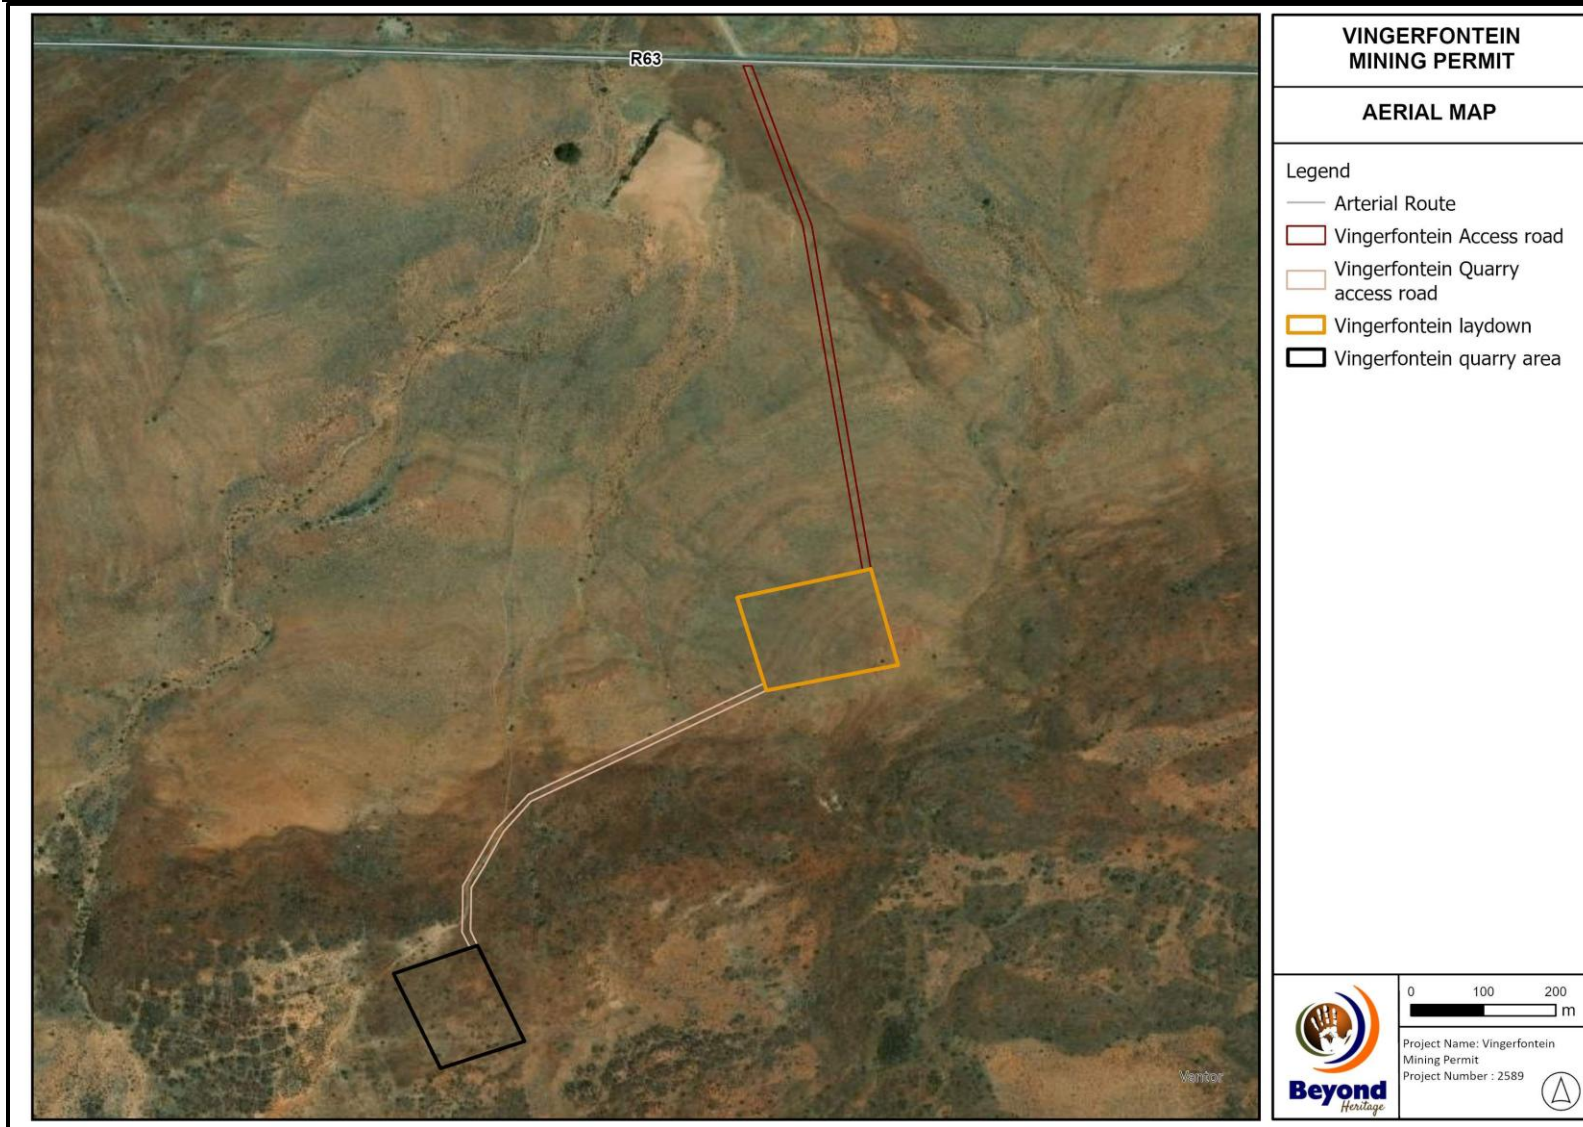 R63
Vantor
VINGERFONTEIN
MINING PERMIT
AERIAL MAP
Legend
Arterial Route
Vingerfontein Access road
Vingerfontein Quarry
access road
Vingerfontein laydown
Vingerfontein quarry area
Beyond
Heritage
0 100 200
m
Project Name: Vingerfontein
Mining Permit
Project Number : 2589